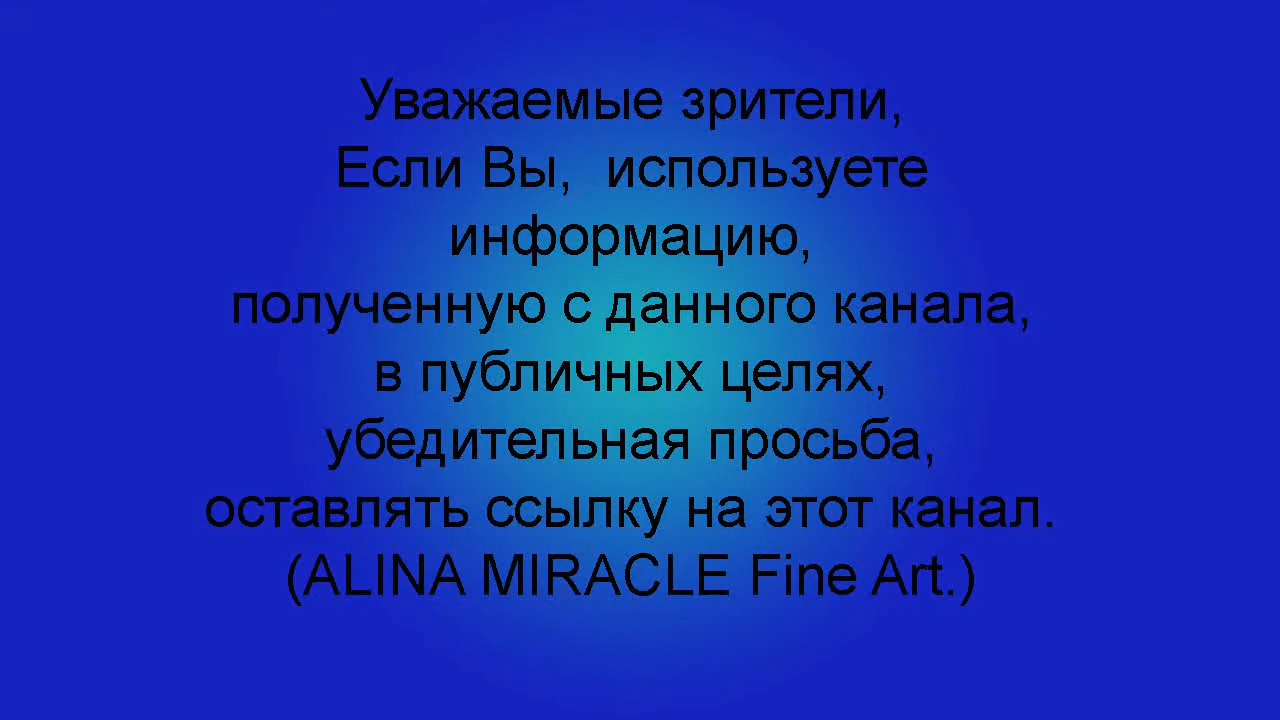 Уважаемые зрители,
Если Вы,  используете
информацию,
полученную с данного канала,
в публичных целях,
убедительная просьба,
оставлять ссылку на этот канал.
(ALINA MIRACLE Fine Art.)